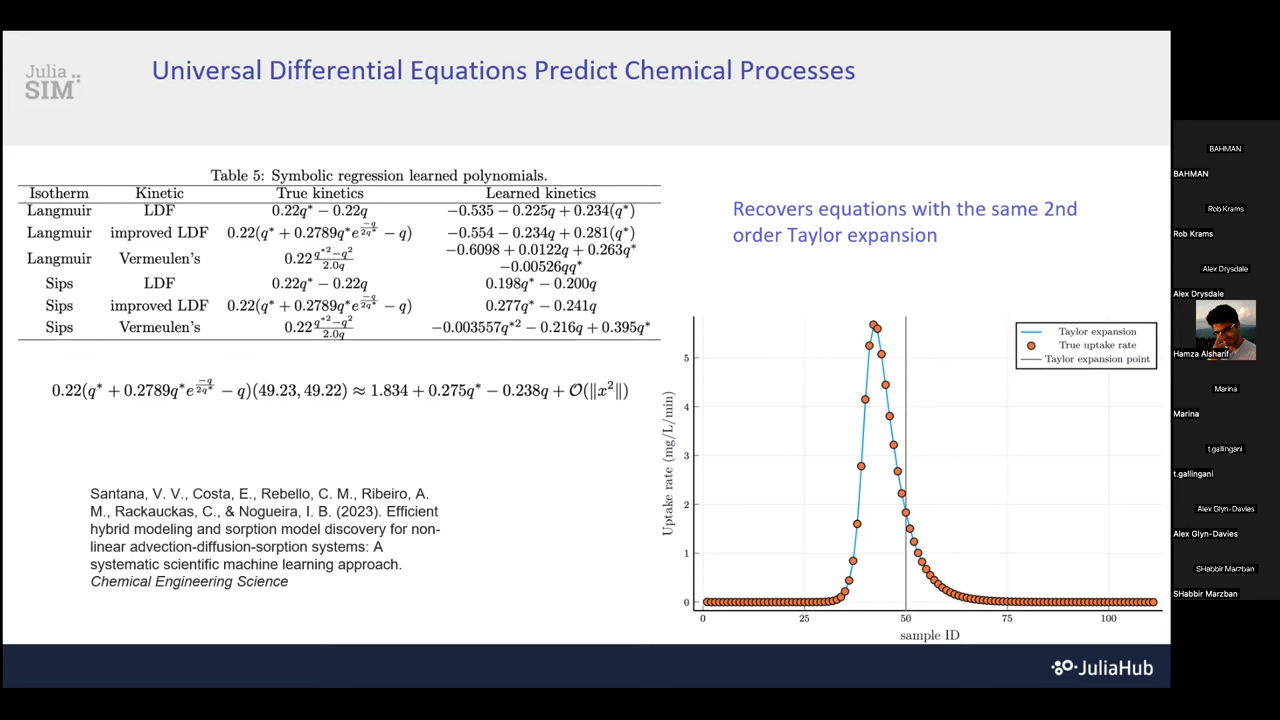 Julia
SIM
Universal Differential Equations Predict Chemical Processes
Table 5: Symbolic regression learned polynomials.
Isotherm Kinetic True kinetics Learned kinetics
Langmuir LDF 0.22q* − 0.22q −0.535 − 0.225q + 0.234(q*)
Langmuir improved LDF 0.22(q* + 0.2789q*e^{−q/2q*} − q) −0.554 − 0.234q + 0.281(q*)
Langmuir Vermeulen's 0.22 (q*² − q²)/2.0q −0.6098 + 0.0122q + 0.263q*
−0.00526qq*
Sips LDF 0.22q* − 0.22q 0.198q* − 0.200q
Sips improved LDF 0.22(q* + 0.2789q*e^{−q/2q*} − q) 0.277q* − 0.241q
Sips Vermeulen's 0.22 (q*² − q²)/2.0q −0.003557q*² − 0.216q + 0.395q*
0.22(q* + 0.2789q*e^{−q/2q*} − q)(49.23, 49.22) ≈ 1.834 + 0.275q* − 0.238q + 𝒪(‖x²‖)
Santana, V. V., Costa, E., Rebello, C. M., Ribeiro, A.
M., Rackauckas, C., & Nogueira, I. B. (2023). Efficient
hybrid modeling and sorption model discovery for non-
linear advection-diffusion-sorption systems: A
systematic scientific machine learning approach.
Chemical Engineering Science
Recovers equations with the same 2nd
order Taylor expansion
Taylor expansion
True uptake rate
Taylor expansion point
Uptake rate (mg/L/min)
5
4
3
2
1
0
0 25 50 75 100
sample ID
JuliaHub
BAHMAN
BAHMAN
Rob Krams
Rob Krams
Alex Drysdale
Alex Drysdale
Hamza Alsharif
Marina
Marina
t.gallingani
t.gallingani
Alex Glyn-Davies
Alex Glyn-Davies
SHabbir Marzban
SHabbir Marzban